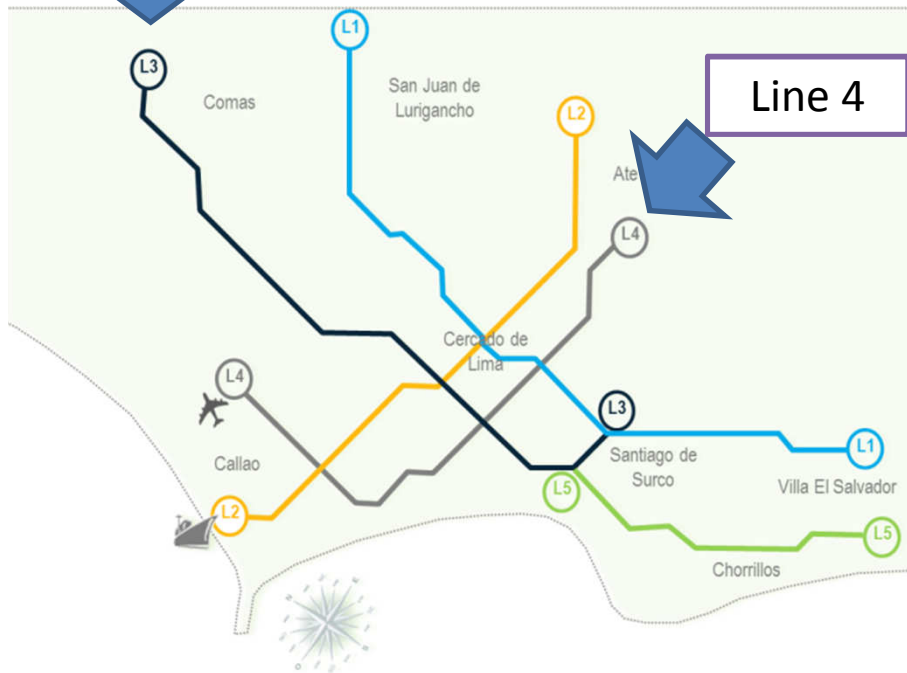 L1
L3
San Juan de
Lurigancho
Comas
L2
Line 4
Ate
L4
Cercado de
Lima
L4
L3
L1
Callao
Santiago de
Surco
Villa El Salvador
L5
L2
L5
Chorrillos